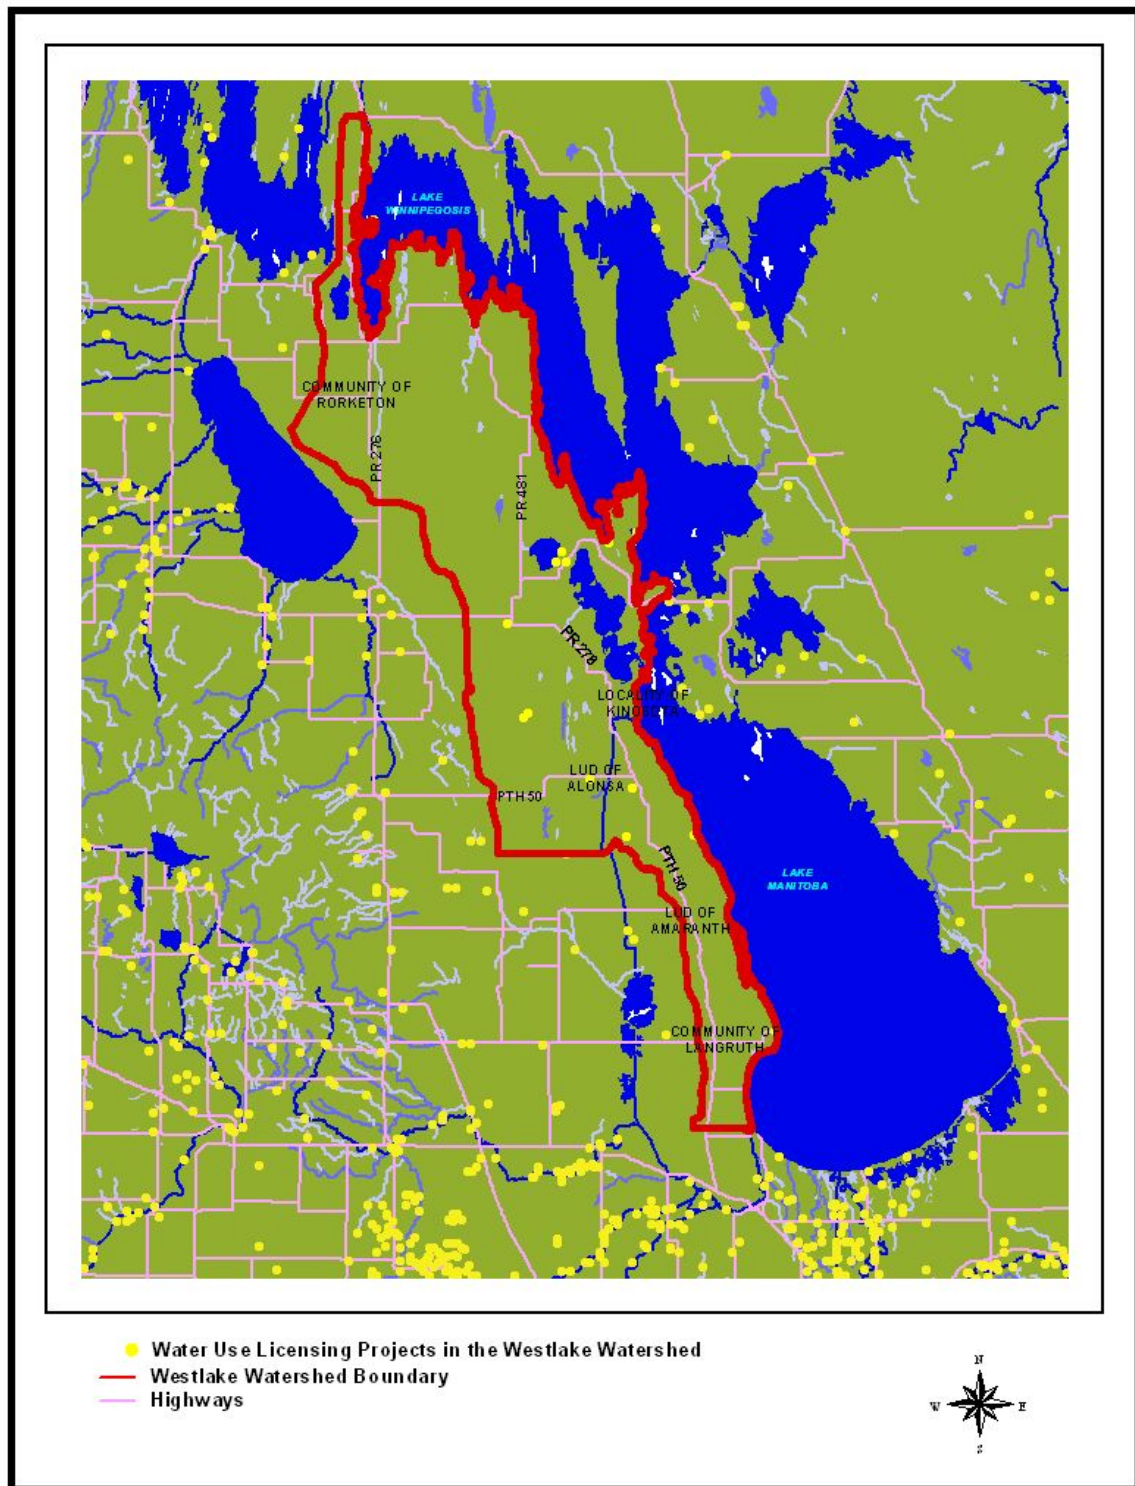 LAKE
WINNIPEGOSIS
COMMUNITY OF
RORKETON
PR 276
PR 481
PR 278
LOCALITY OF
KINOSOTA
LUD OF
ALONSA
PTH 50
PTH 50
LAKE
MANITOBA
LUD OF
AMARANTH
COMMUNITY OF
LANGRUTH
Water Use Licensing Projects in the Westlake Watershed
Westlake Watershed Boundary
Highways
N
W
E
S